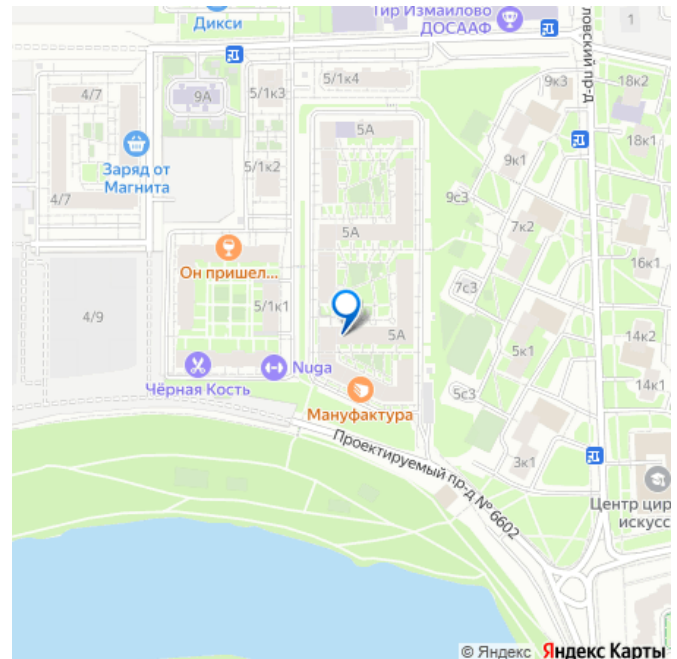 Дикси
Тир Измаилово
ДОСААФ
ловский пр-д
1
4/7
9А
5/1к3
5/1к4
9к3
18к2
Заряд от
Магнита
5А
9к1
18к1
5/1к2
4/7
9с3
5А
7к2
Он пришел...
16к1
7с3
5/1к1
4/9
5А
5к1
14к2
Nuga
14к1
Чёрная Кость
5с3
Мануфактура
Проектируемый пр-д № 6602
3к1
Центр цир
искусс
© Яндекс Яндекс Карты